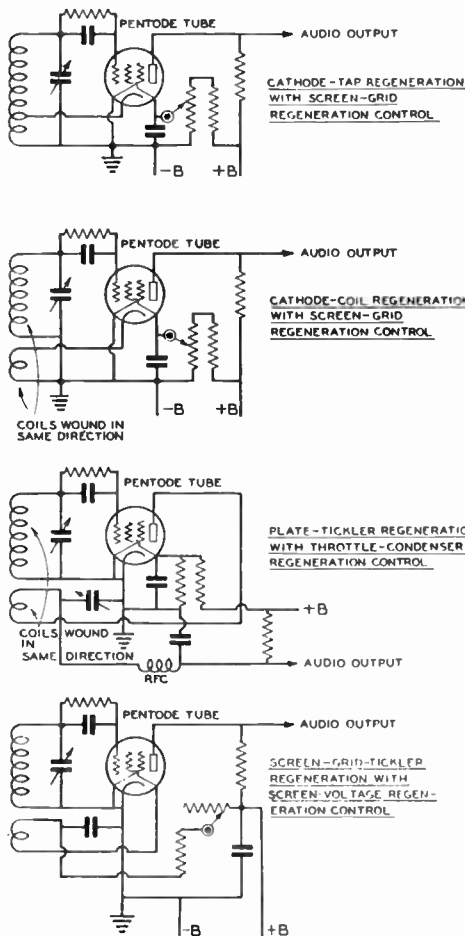 PENTODE TUBE
AUDIO OUTPUT
CATHODE-TAP REGENERATION
WITH SCREEN-GRID
REGENERATION CONTROL
-B +B
PENTODE TUBE
AUDIO OUTPUT
CATHODE-COIL REGENERATION
WITH SCREEN-GRID
REGENERATION CONTROL
-B +B
COILS WOUND IN
SAME DIRECTION
PENTODE TUBE
PLATE-TICKLER REGENERATIO
WITH THROTTLE-CONDENSER
REGENERATION CONTROL
+B
COILS WOUND
IN
SAME DIRECTION
RFC
AUDIO OUTPUT
PENTODE TUBE
AUDIO OUTPUT
SCREEN-GRID-TICKLER
REGENERATION WITH
SCREEN-VOLTAGE REGEN-
ERATION CONTROL
-B +B